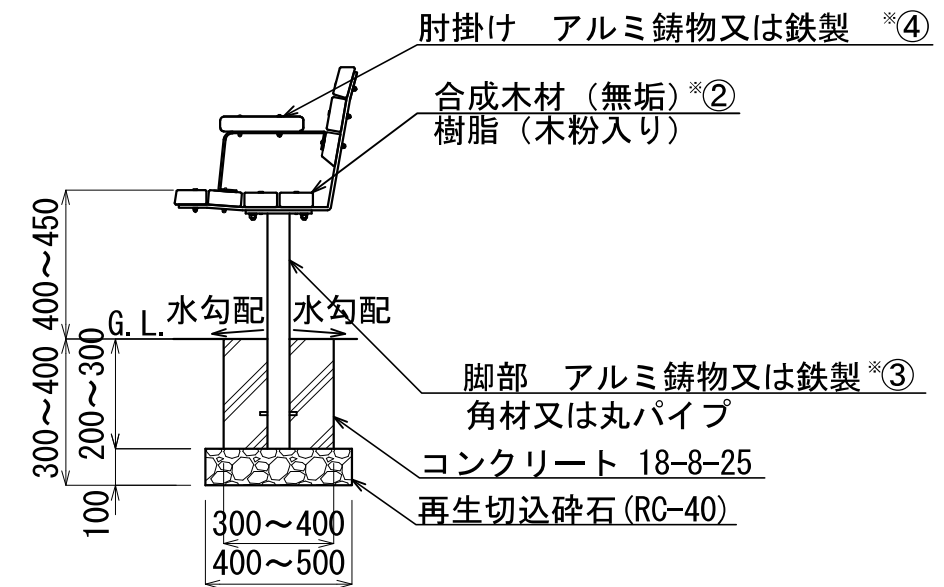 肘掛け　アルミ鋳物又は鉄製　※④
合成木材（無垢）※②
樹脂（木粉入り）
400～450
G.L.
水勾配
水勾配
300～400
200～300
100
脚部　アルミ鋳物又は鉄製※③
角材又は丸パイプ
コンクリート 18-8-25
再生切込砕石(RC-40)
300～400
400～500